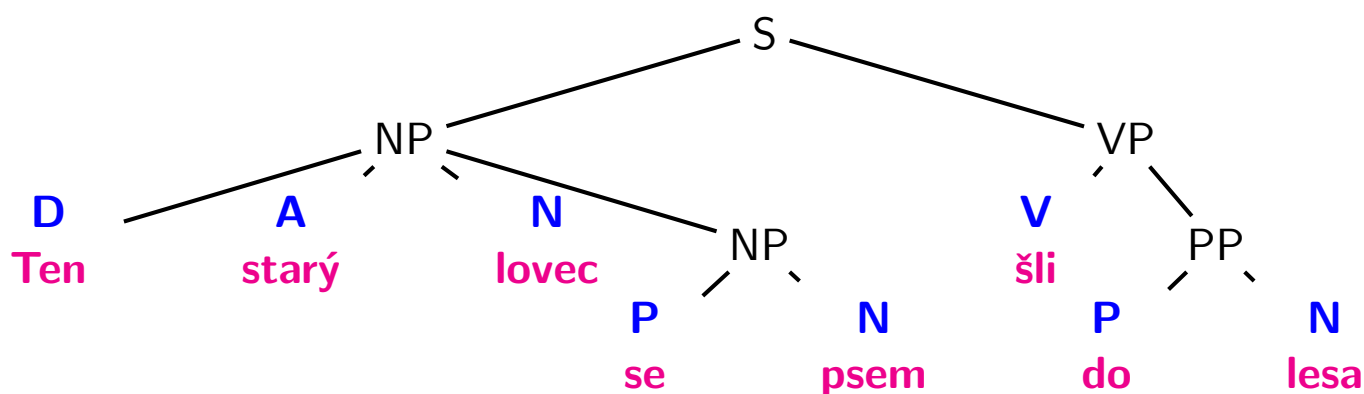 S
NP VP
D A N V
Ten starý lovec NP šli PP
P N P N
se psem do lesa